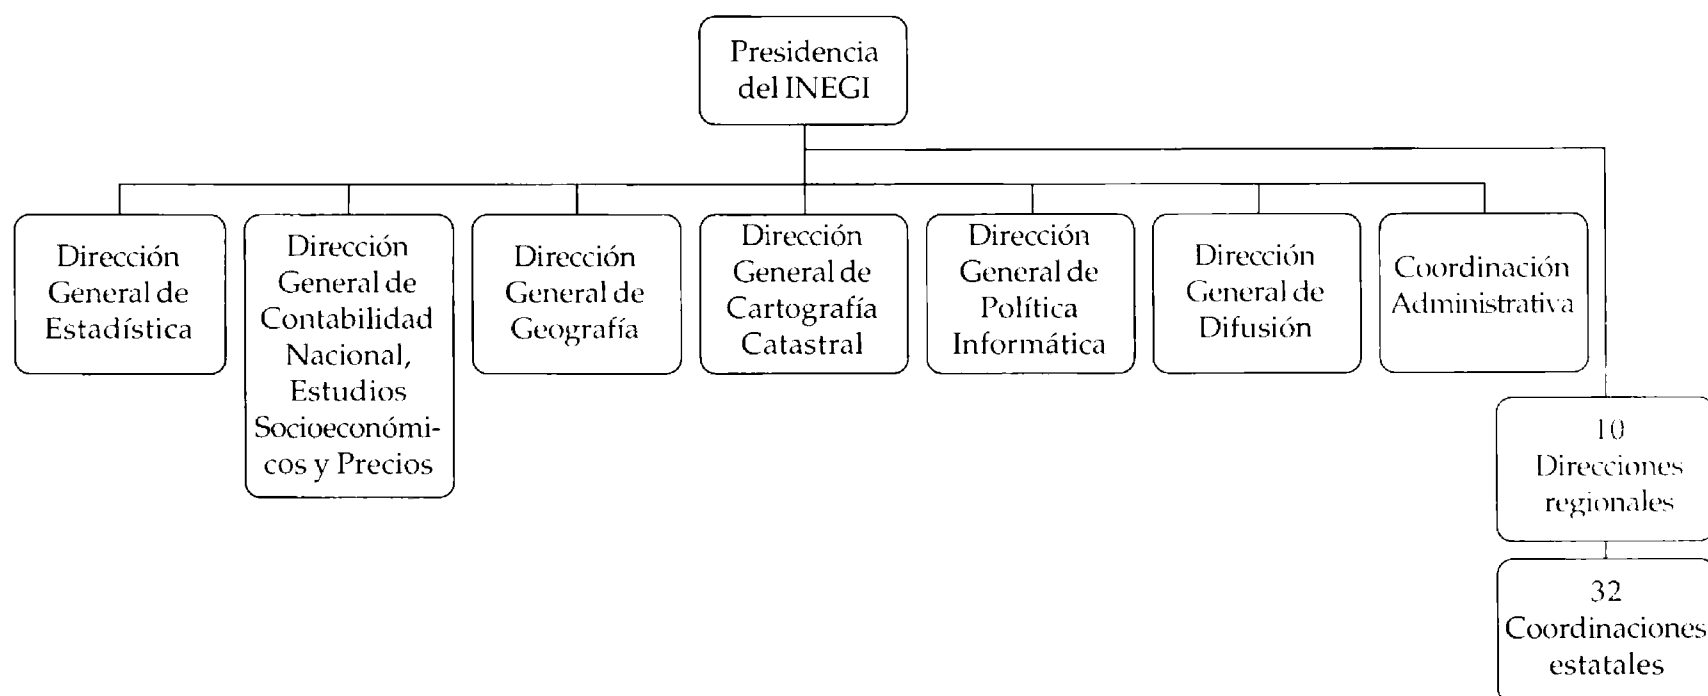 Presidencia
del INEGI
Dirección
General de
Estadística
Dirección
General de
Contabilidad
Nacional,
Estudios
Socioeconómi-
cos y Precios
Dirección
General de
Geografía
Dirección
General de
Cartografía
Catastral
Dirección
General de
Política
Informática
Dirección
General de
Difusión
Coordinación
Administrativa
10
Direcciones
regionales
32
Coordinaciones
estatales